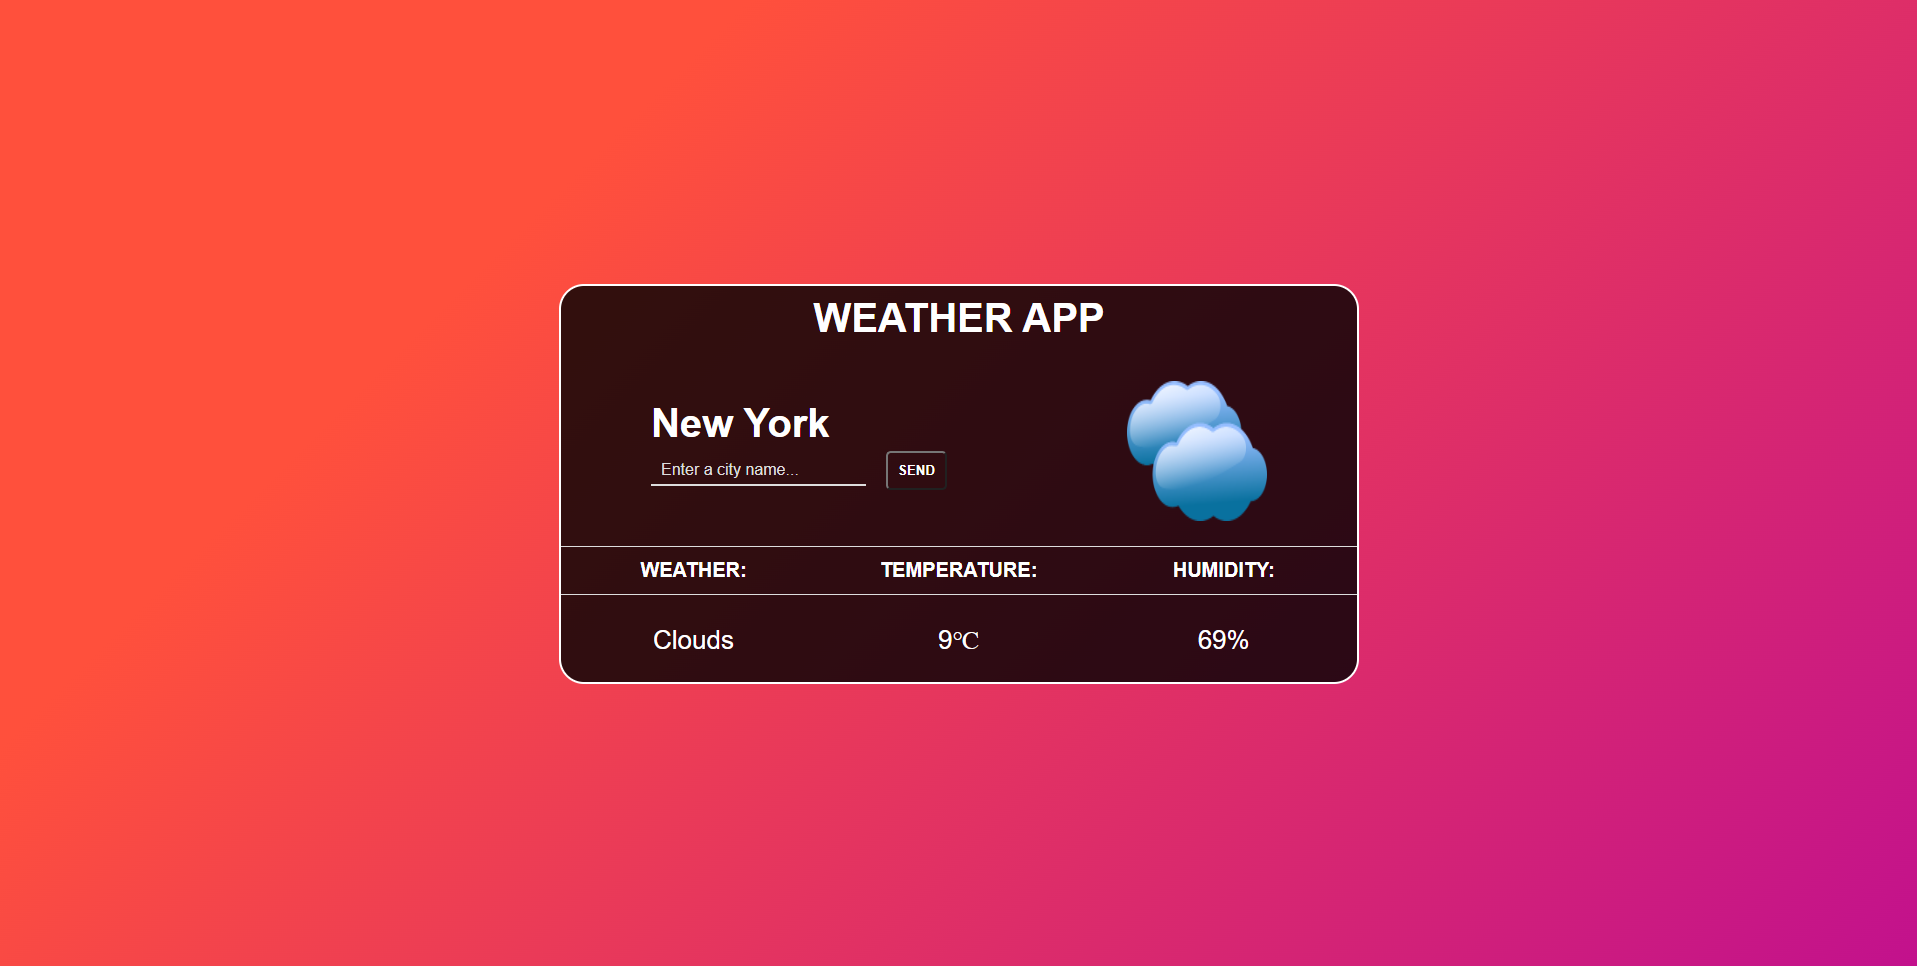 WEATHER APP
New York
Enter a city name...
SEND
WEATHER: TEMPERATURE: HUMIDITY:
Clouds 9℃ 69%